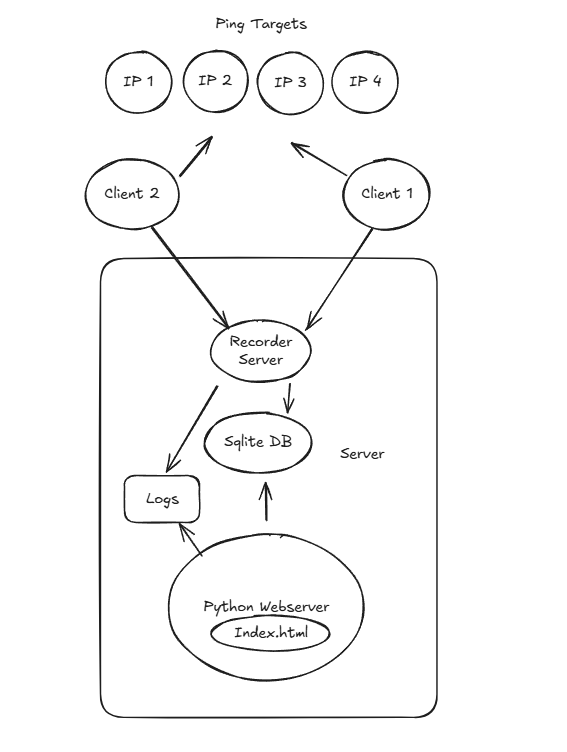 Ping Targets
IP 1
IP 2
IP 3
IP 4
Client 2
Client 1
Recorder
Server
Sqlite DB
Server
Logs
Python Webserver
Index.html